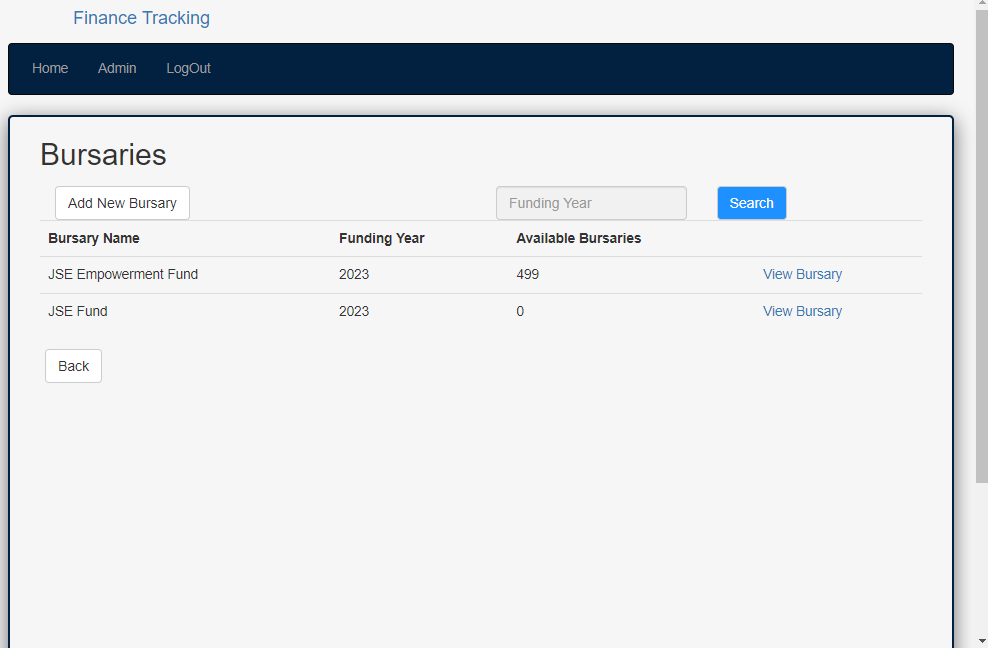 Finance Tracking
Home Admin LogOut
Bursaries
Add New Bursary Funding Year Search
Bursary Name Funding Year Available Bursaries
JSE Empowerment Fund 2023 499 View Bursary
JSE Fund 2023 0 View Bursary
Back